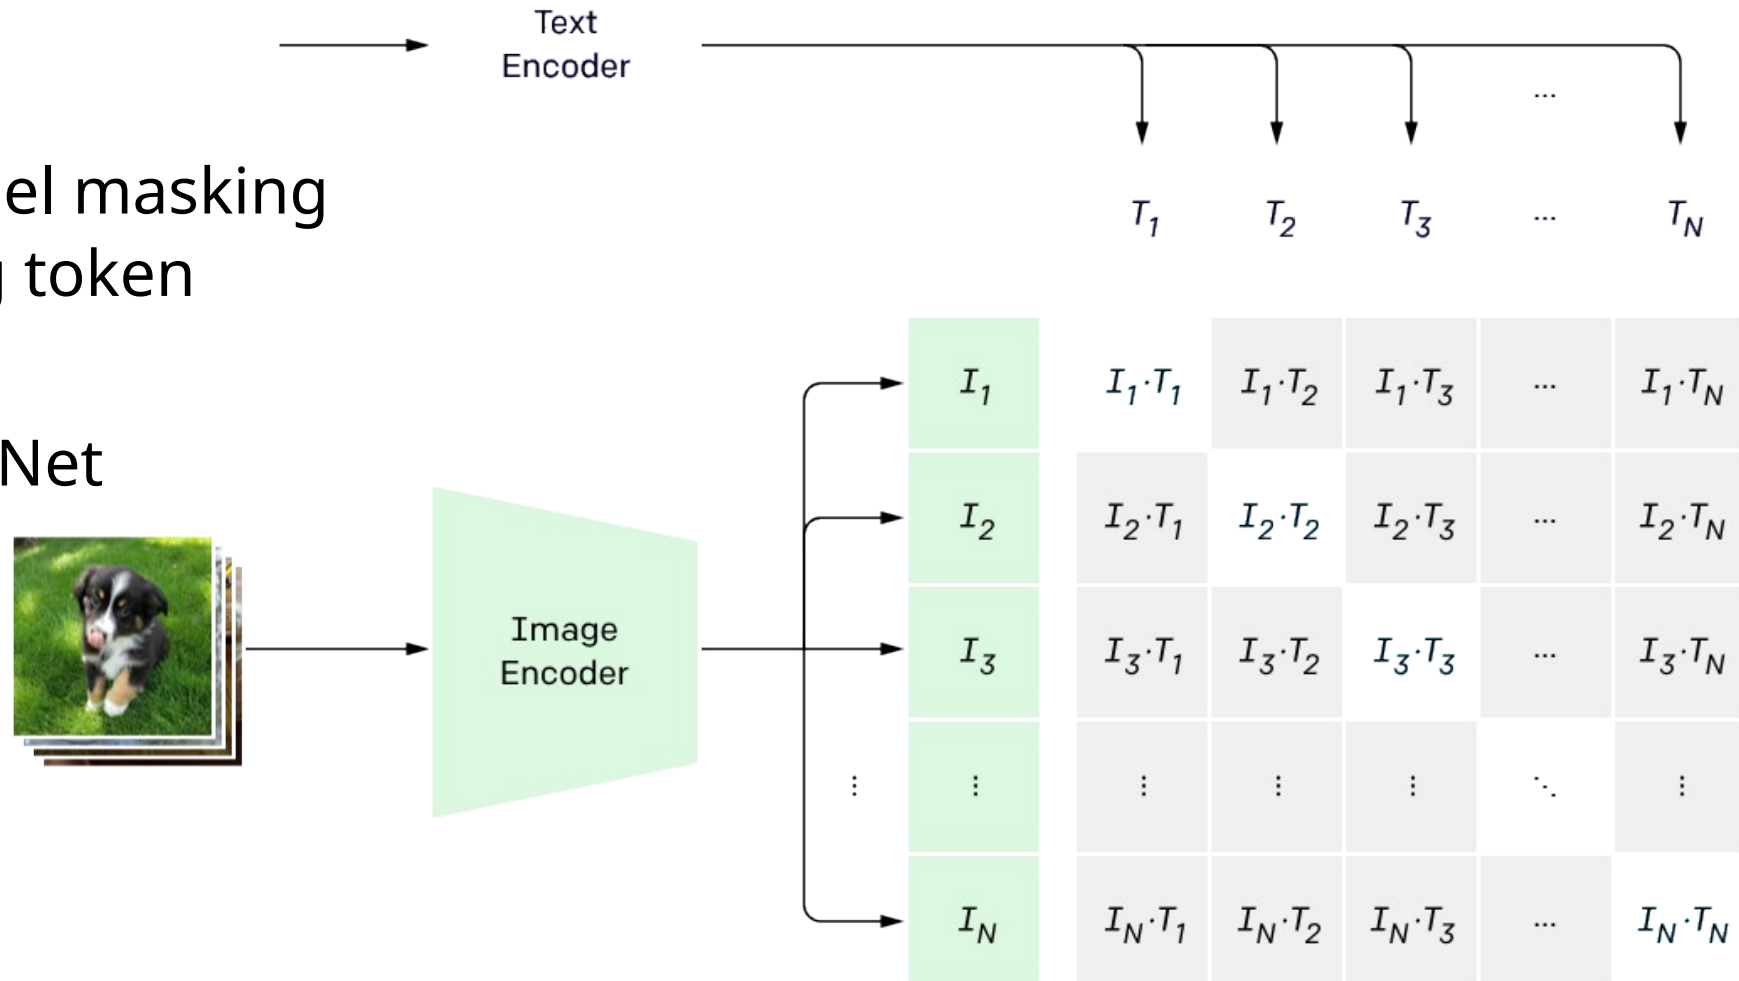 Text
Encoder
...
el masking
T1 T2 T3 ... TN
token
I1 I1·T1 I1·T2 I1·T3 ... I1·TN
Net
I2 I2·T1 I2·T2 I2·T3 ... I2·TN
Image
Encoder
I3 I3·T1 I3·T2 I3·T3 ... I3·TN
⋮ ⋮ ⋮ ⋮ ⋮ ⋱ ⋮
IN IN·T1 IN·T2 IN·T3 ... IN·TN